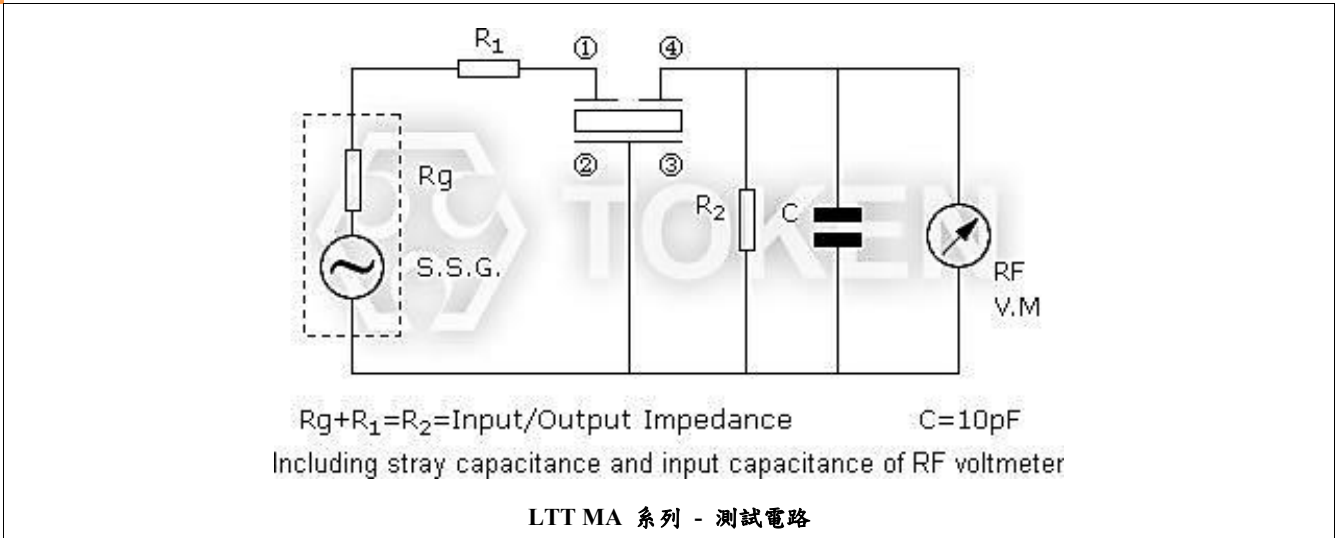 R₁
① ④
② ③
Rg
S.S.G.
TOKEN
R₂ C
RF
V.M
Rg+R₁=R₂=Input/Output Impedance C=10pF
Including stray capacitance and input capacitance of RF voltmeter
LTT MA 系列 - 測試電路